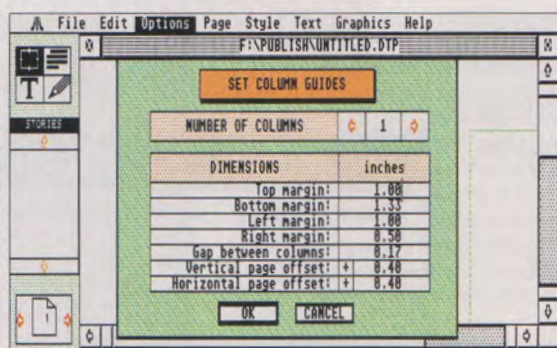 File Edit Options Page Style Text Graphics Help
F:\PUBLISH\UNTITLED.DTP
T
SET COLUMN GUIDES
STORIES
NUMBER OF COLUMNS 1
DIMENSIONS inches
Top margin: 1.00
Bottom margin: 1.33
Left margin: 1.00
Right margin: 0.50
Gap between columns: 0.17
Vertical page offset: + 0.40
Horizontal page offset: + 0.40
1
OK CANCEL